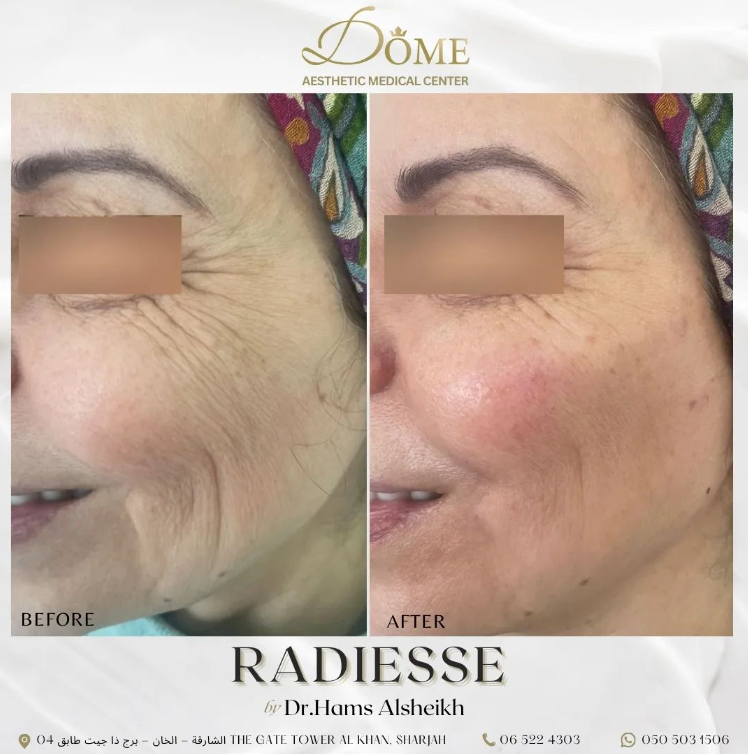 DÔME
AESTHETIC MEDICAL CENTER
BEFORE
AFTER
RADIESSE
by Dr.Hams Alsheikh
الشارقة – الخان – برج ذا جيت طابق 04 THE GATE TOWER AL KHAN, SHARJAH 06 522 4303 050 503 1506